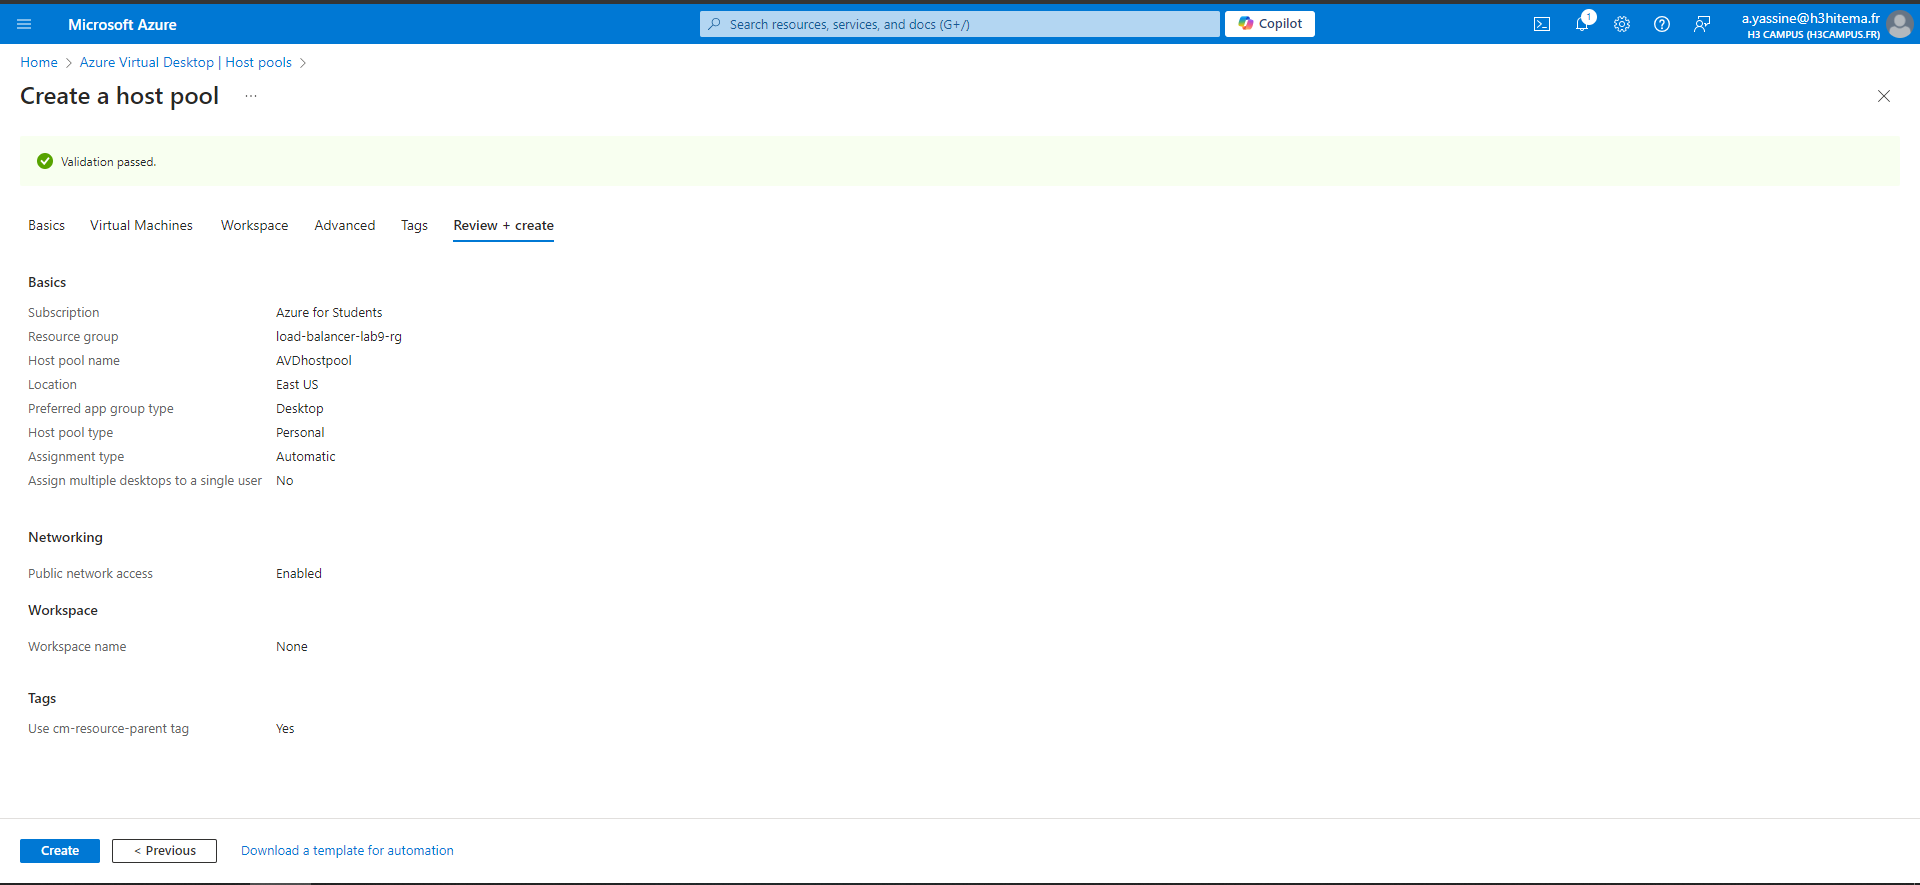 Microsoft Azure
Search resources, services, and docs (G+/)
Copilot
1
a.yassine@h3hitema.fr
H3 CAMPUS (H3CAMPUS.FR)
Home > Azure Virtual Desktop | Host pools >
Create a host pool ...
Validation passed.
Basics Virtual Machines Workspace Advanced Tags Review + create
Basics
Subscription Azure for Students
Resource group load-balancer-lab9-rg
Host pool name AVDhostpool
Location East US
Preferred app group type Desktop
Host pool type Personal
Assignment type Automatic
Assign multiple desktops to a single user No
Networking
Public network access Enabled
Workspace
Workspace name None
Tags
Use cm-resource-parent tag Yes
Create < Previous Download a template for automation